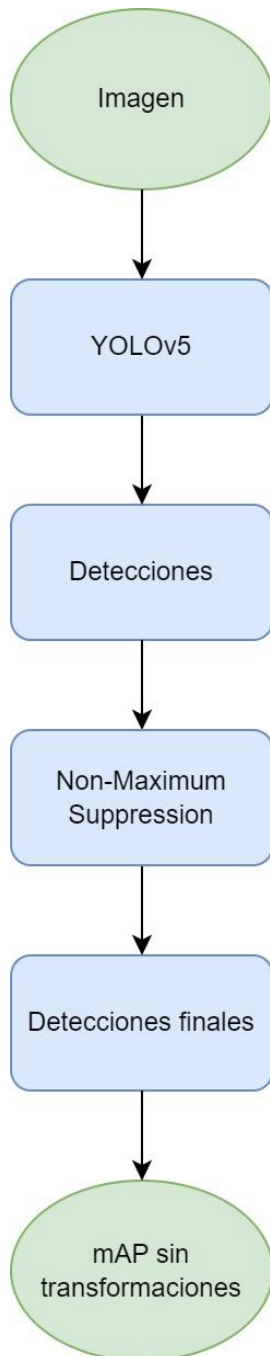 Imagen
YOLOv5
Detecciones
Non-Maximum
Suppression
Detecciones finales
mAP sin
transformaciones